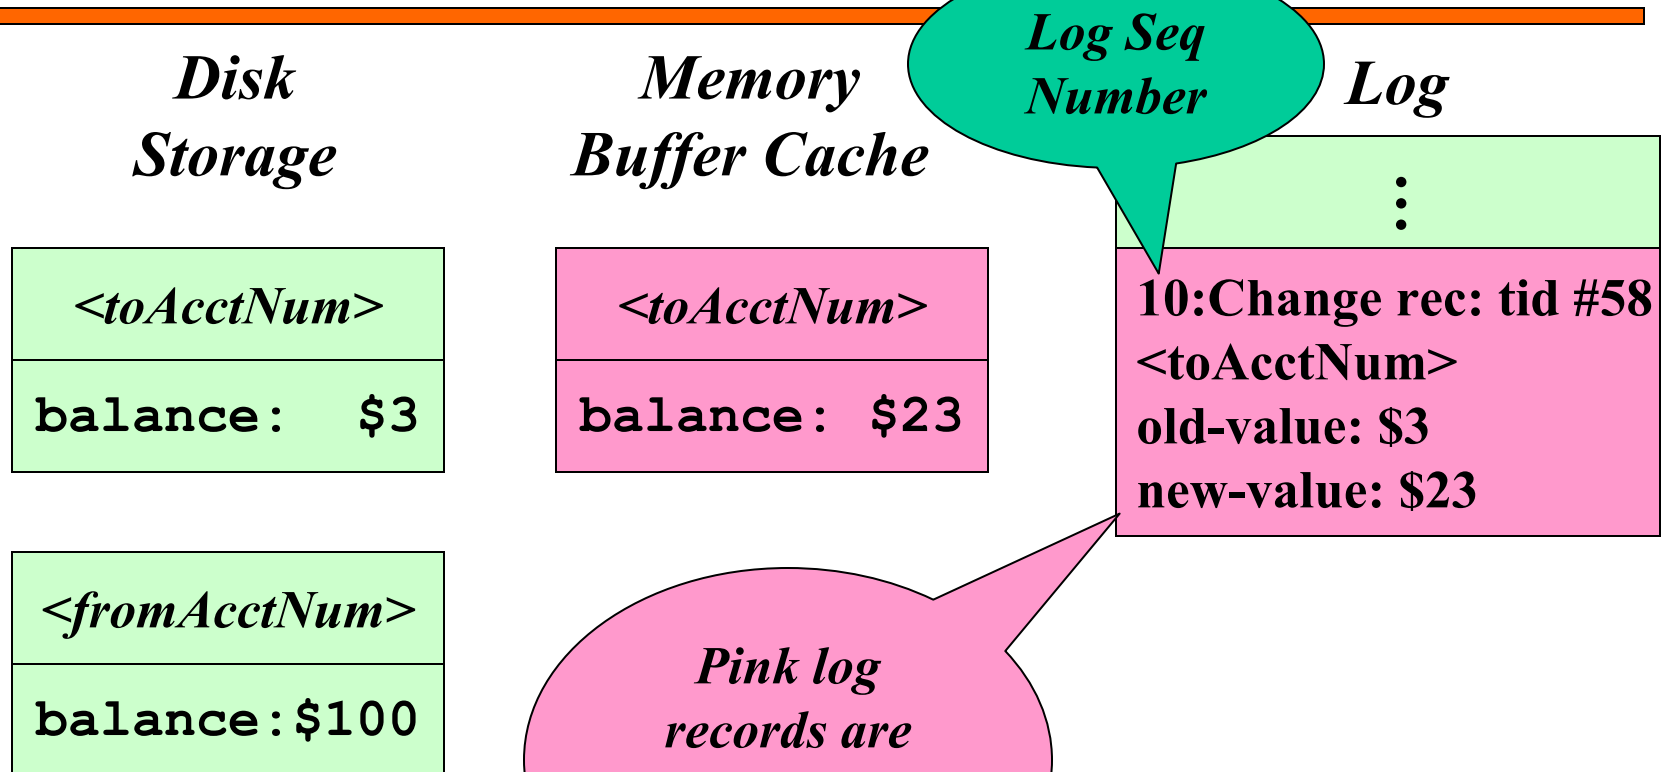 Disk
Storage
Memory
Buffer Cache
Log Seq
Number
Log
<toAcctNum>
balance:  $3
<fromAcctNum>
balance:$100
<toAcctNum>
balance: $23
10:Change rec: tid #58
<toAcctNum>
old-value: $3
new-value: $23
Pink log
records are